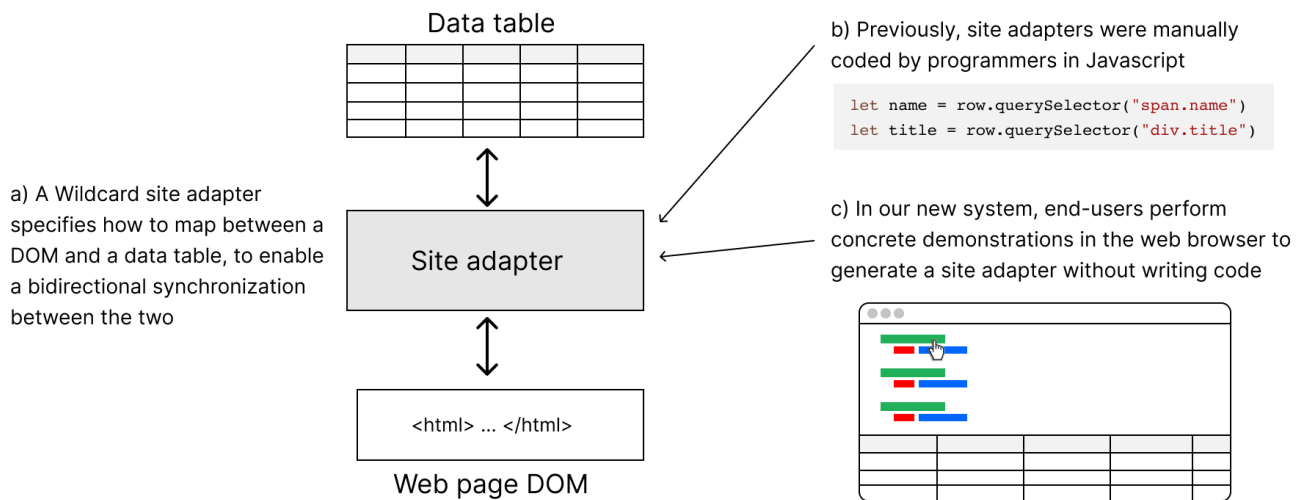 Data table
a) A Wildcard site adapter
specifies how to map between a
DOM and a data table, to enable
a bidirectional synchronization
between the two
Site adapter
<html> ... </html>
Web page DOM
b) Previously, site adapters were manually
coded by programmers in Javascript
let name = row.querySelector("span.name")
let title = row.querySelector("div.title")
c) In our new system, end-users perform
concrete demonstrations in the web browser to
generate a site adapter without writing code